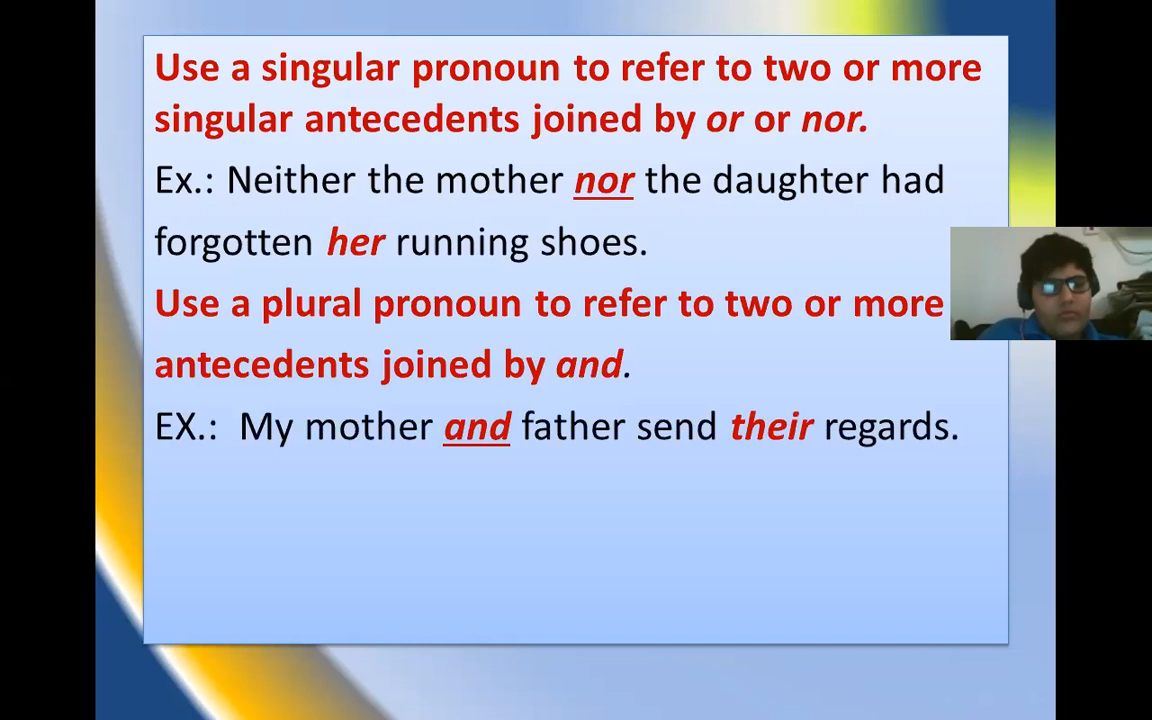 Use a singular pronoun to refer to two or more
singular antecedents joined by or or nor.
Ex.: Neither the mother nor the daughter had
forgotten her running shoes.
Use a plural pronoun to refer to two or more
antecedents joined by and.
EX.: My mother and father send their regards.